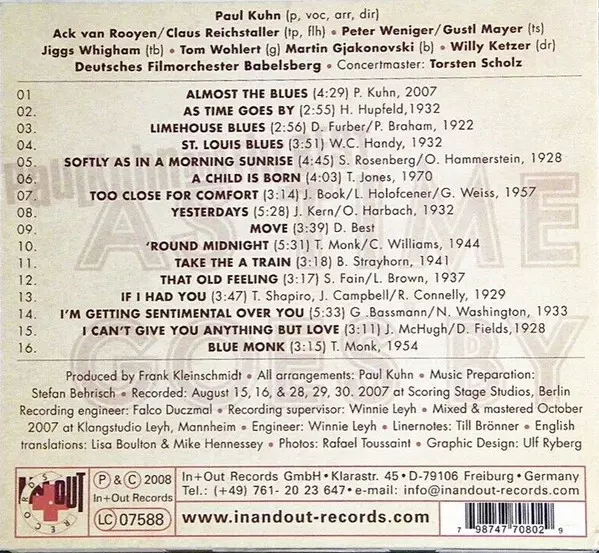 Paul Kuhn (p, voc, arr, dir)
Ack van Rooyen/Claus Reichstaller (tp, flh) • Peter Weniger/Gustl Mayer (ts)
Jiggs Whigham (tb) • Tom Wohlert (g) Martin Gjakonovski (b) • Willy Ketzer (dr)
Deutsches Filmorchester Babelsberg • Concertmaster: Torsten Scholz
01 ALMOST THE BLUES (4:29) P. Kuhn, 2007
02. AS TIME GOES BY (2:55) H. Hupfeld,1932
03. LIMEHOUSE BLUES (2:56) D. Furber/P. Braham, 1922
04. ST. LOUIS BLUES (3:51) W.C. Handy, 1932
05. SOFTLY AS IN A MORNING SUNRISE (4:45) S. Rosenberg/O. Hammerstein, 1928
06. A CHILD IS BORN (4:03) T. Jones, 1970
07. TOO CLOSE FOR COMFORT (3:14) J. Book/L. Holofcener/G. Weiss, 1957
08. YESTERDAYS (5:28) J. Kern/O. Harbach, 1932
09. MOVE (3:39) D. Best
10. ‘ROUND MIDNIGHT (5:31) T. Monk/C. Williams, 1944
11. TAKE THE A TRAIN (3:18) B. Strayhorn, 1941
12. THAT OLD FEELING (3:17) S. Fain/L. Brown, 1937
13. IF I HAD YOU (3:47) T. Shapiro, J. Campbell/R. Connelly, 1929
14. I’M GETTING SENTIMENTAL OVER YOU (5:33) G .Bassmann/N. Washington, 1933
15. I CAN’T GIVE YOU ANYTHING BUT LOVE (3:11) J. McHugh/D. Fields,1928
16. BLUE MONK (3:15) T. Monk, 1954
AS TIME
GOES BY
Produced by Frank Kleinschmidt • All arrangements: Paul Kuhn • Music Preparation:
Stefan Behrisch • Recorded: August 15, 16, & 28, 29, 30. 2007 at Scoring Stage Studios, Berlin
Recording engineer: Falco Duczmal • Recording supervisor: Winnie Leyh • Mixed & mastered October
2007 at Klangstudio Leyh, Mannheim • Engineer: Winnie Leyh • Linernotes: Till Brönner • English
translations: Lisa Boulton & Mike Hennessey • Photos: Rafael Toussaint • Graphic Design: Ulf Ryberg
IN+OUT
RECORDS
℗ & © 2008
In+Out Records
LC 07588
In+Out Records GmbH • Klarastr. 45 • D-79106 Freiburg • Germany
Tel.: (+49) 761- 20 23 647 • e-mail: info@inandout-records.com
www.inandout-records.com
7 98747 70802 9